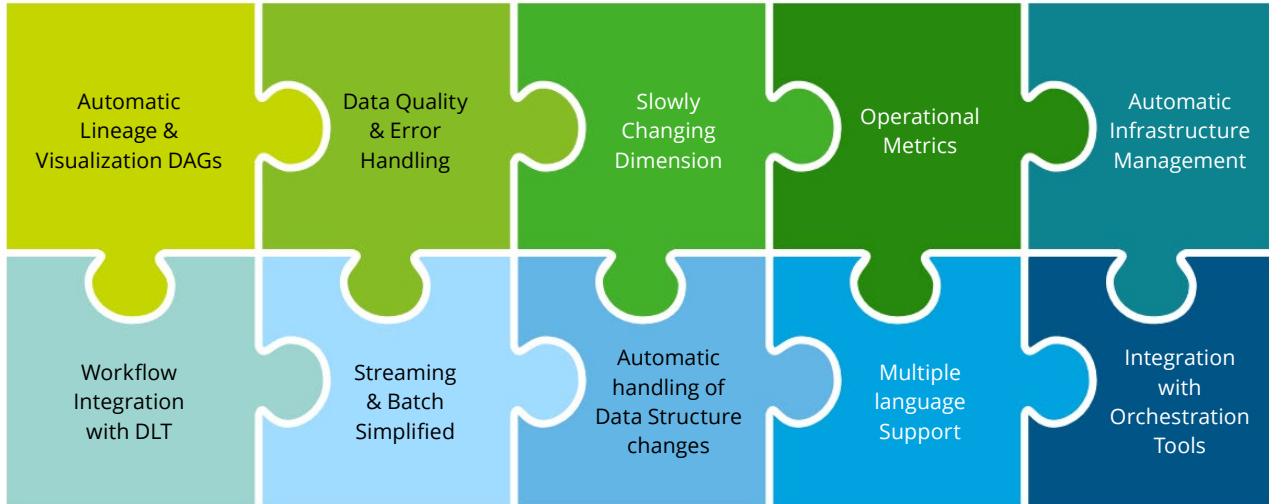 Automatic
Lineage &
Visualization DAGs
Data Quality
& Error
Handling
Slowly
Changing
Dimension
Operational
Metrics
Automatic
Infrastructure
Management
Workflow
Integration
with DLT
Streaming
& Batch
Simplified
Automatic
handling of
Data Structure
changes
Multiple
language
Support
Integration
with
Orchestration
Tools